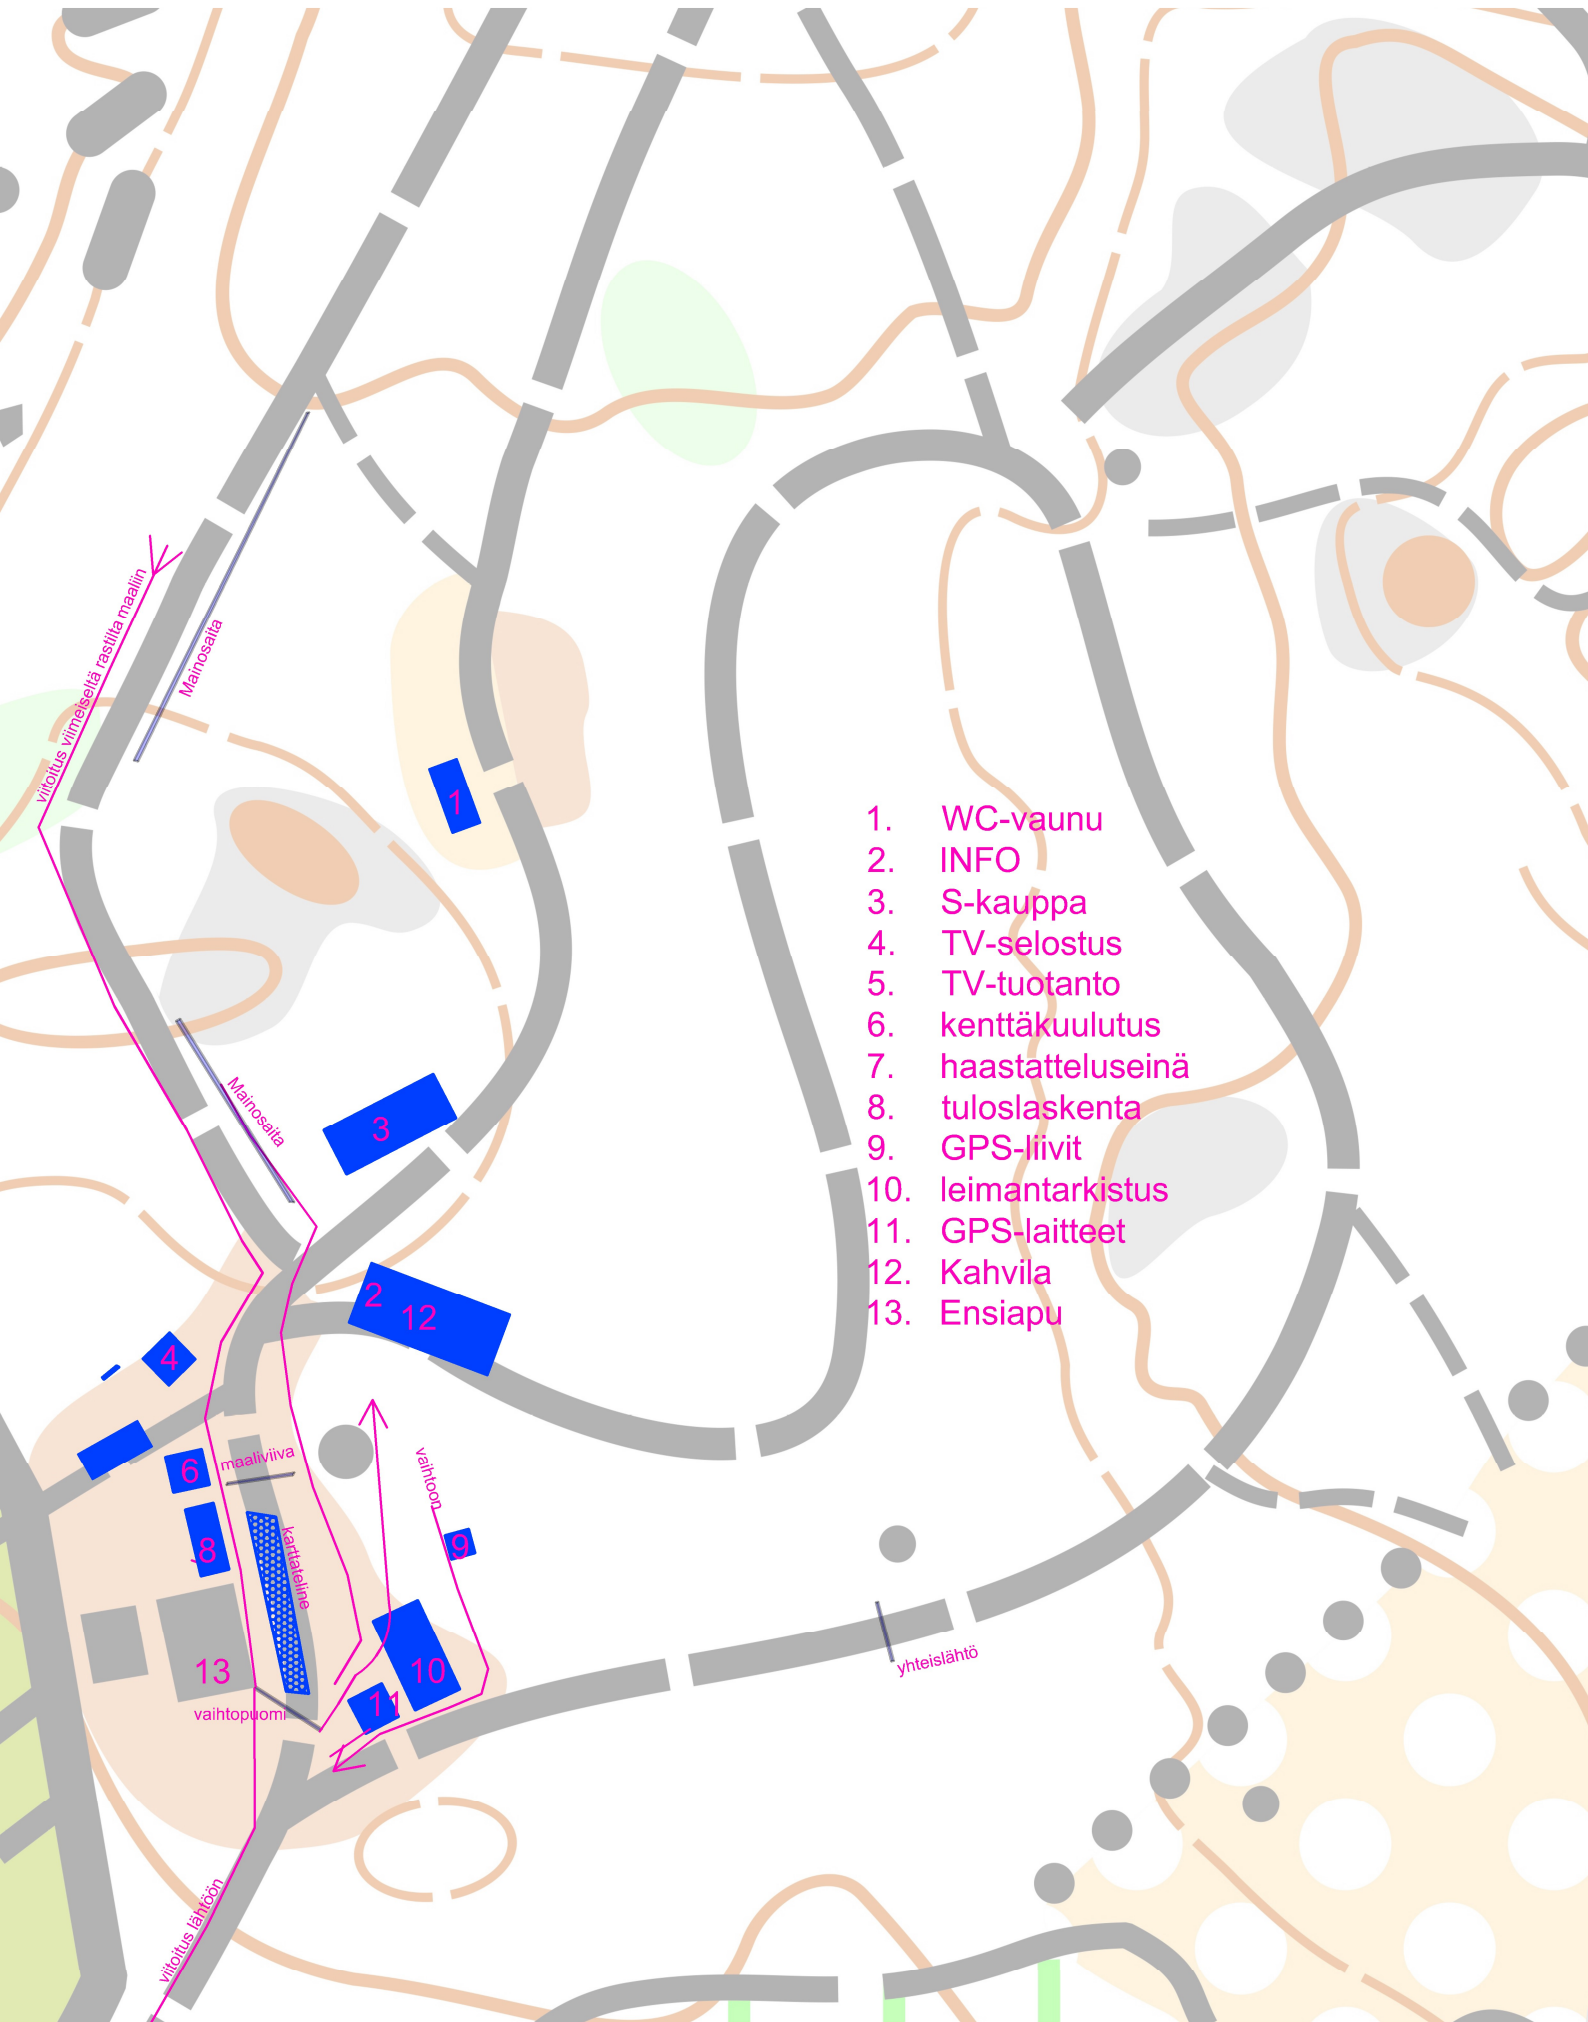 viitoitus viimeiseltä rastilta maaliin
Mainosaita
1
1. WC-vaunu
2. INFO
3. S-kauppa
4. TV-selostus
5. TV-tuotanto
6. kenttäkuulutus
7. haastatteluseinä
8. tuloslaskenta
9. GPS-liivit
10. leimantarkistus
11. GPS-laitteet
12. Kahvila
13. Ensiapu
Mainosaita
3
2
12
4
maaliviiva
6
vaihtoon
8
karttateline
9
13
10
11
vaihtopuomi
yhteislähtö
viitoitus lähtöön